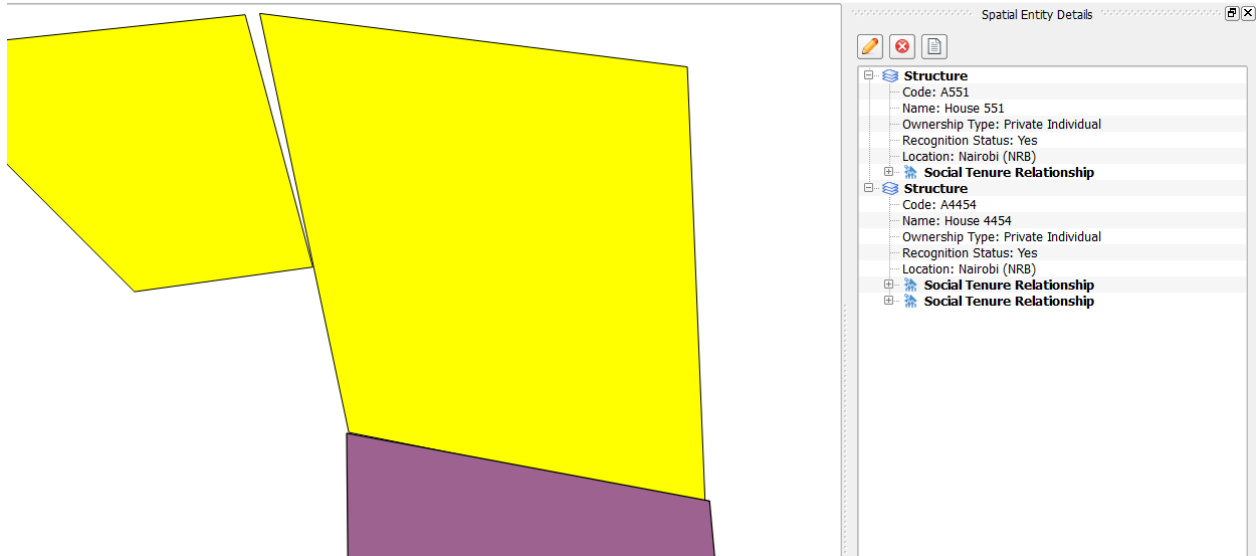 Spatial Entity Details
Structure
Code: A551
Name: House 551
Ownership Type: Private Individual
Recognition Status: Yes
Location: Nairobi (NRB)
Social Tenure Relationship
Structure
Code: A4454
Name: House 4454
Ownership Type: Private Individual
Recognition Status: Yes
Location: Nairobi (NRB)
Social Tenure Relationship
Social Tenure Relationship